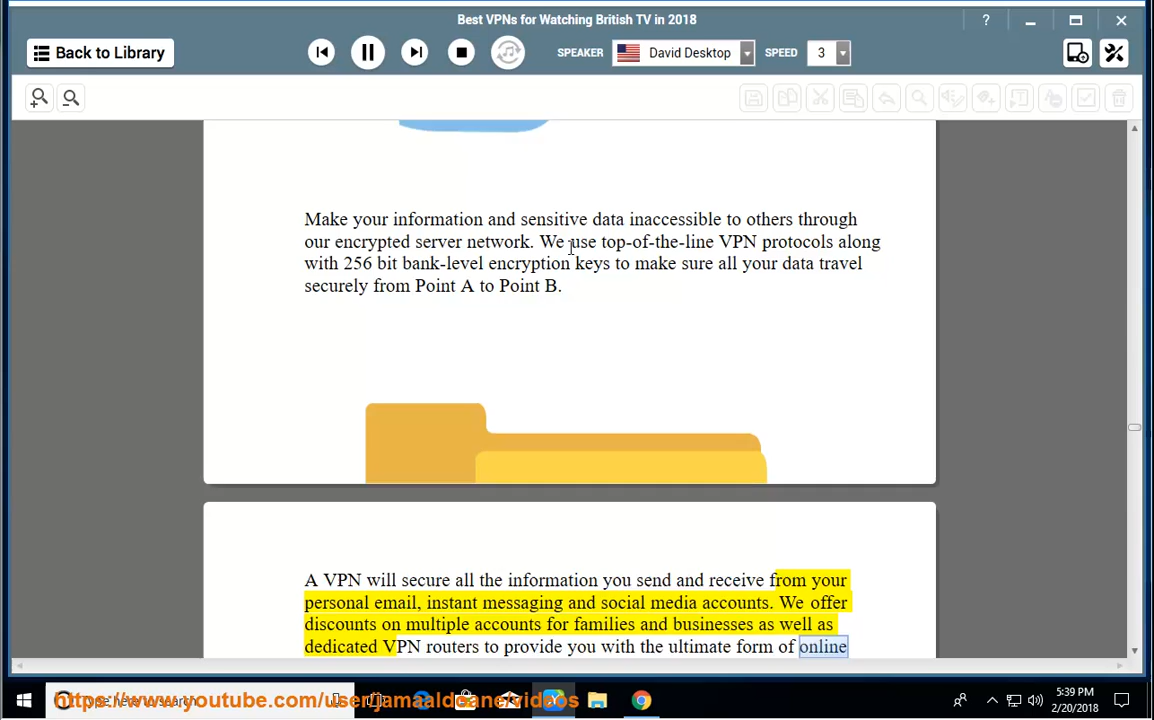 Best VPNs for Watching British TV in 2018
?
Back to Library
SPEAKER
David Desktop
SPEED
3
Make your information and sensitive data inaccessible to others through
our encrypted server network. We use top-of-the-line VPN protocols along
with 256 bit bank-level encryption keys to make sure all your data travel
securely from Point A to Point B.
A VPN will secure all the information you send and receive from your
personal email, instant messaging and social media accounts. We offer
discounts on multiple accounts for families and businesses as well as
dedicated VPN routers to provide you with the ultimate form of online
Type here to search
https://www.youtube.com/user/jamaaldoane/videos
5:39 PM
2/20/2018